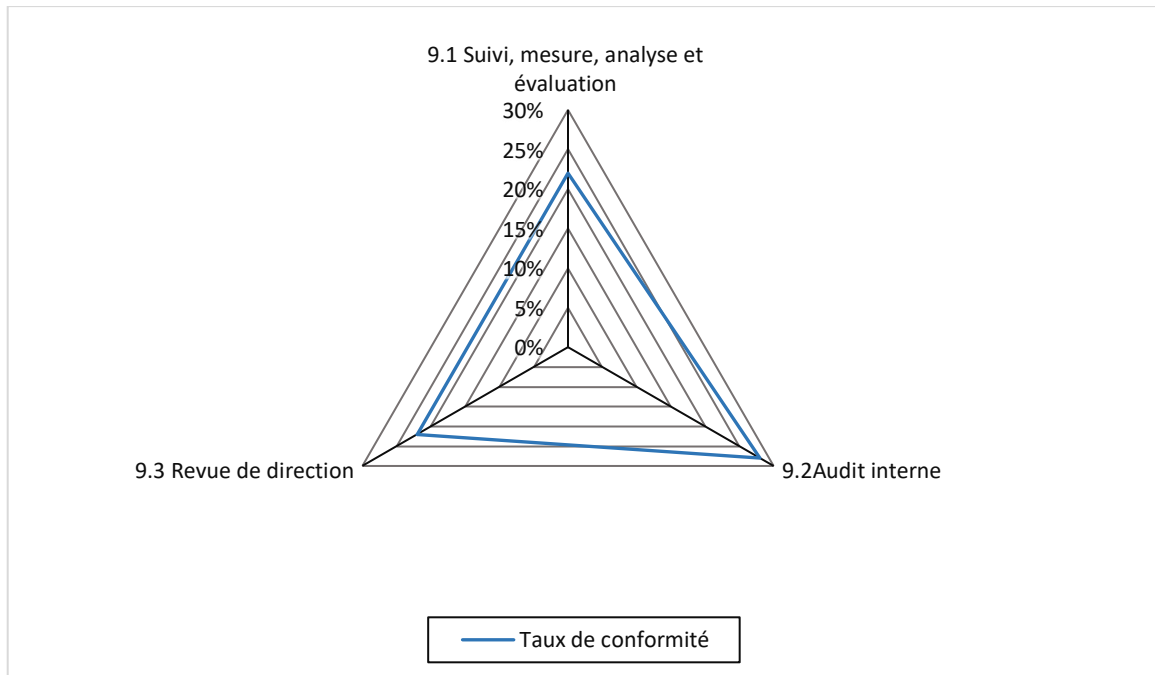 9.1 Suivi, mesure, analyse et
évaluation
30%
25%
20%
15%
10%
5%
0%
9.3 Revue de direction
9.2Audit interne
Taux de conformité